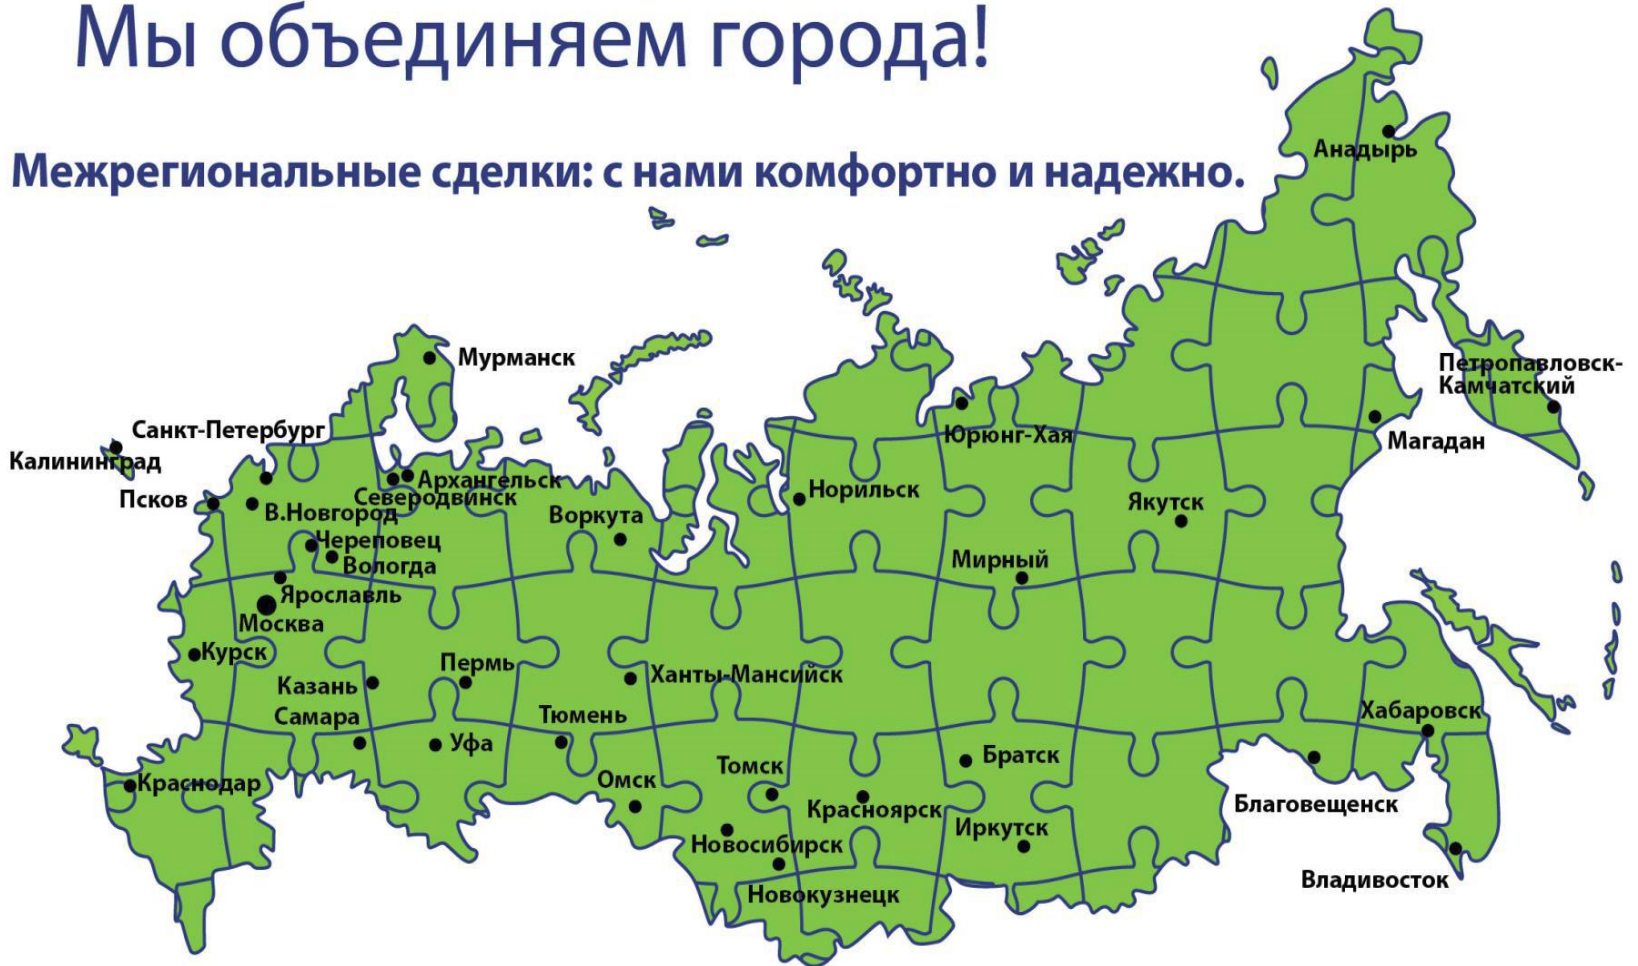 Мы объединяем города!
Межрегиональные сделки: с нами комфортно и надежно.
Анадырь
Мурманск
Петропавловск-
Камчатский
Санкт-Петербург
Юрюнг-Хая
Магадан
Калининград
Архангельск
Северодвинск
Норильск
Псков
В.Новгород
Воркута
Якутск
Череповец
Вологда
Мирный
Ярославль
Москва
Курск
Пермь
Ханты-Мансийск
Казань
Самара
Тюмень
Хабаровск
Уфа
Братск
Томск
Омск
Краснодар
Красноярск
Благовещенск
Иркутск
Новосибирск
Владивосток
Новокузнецк